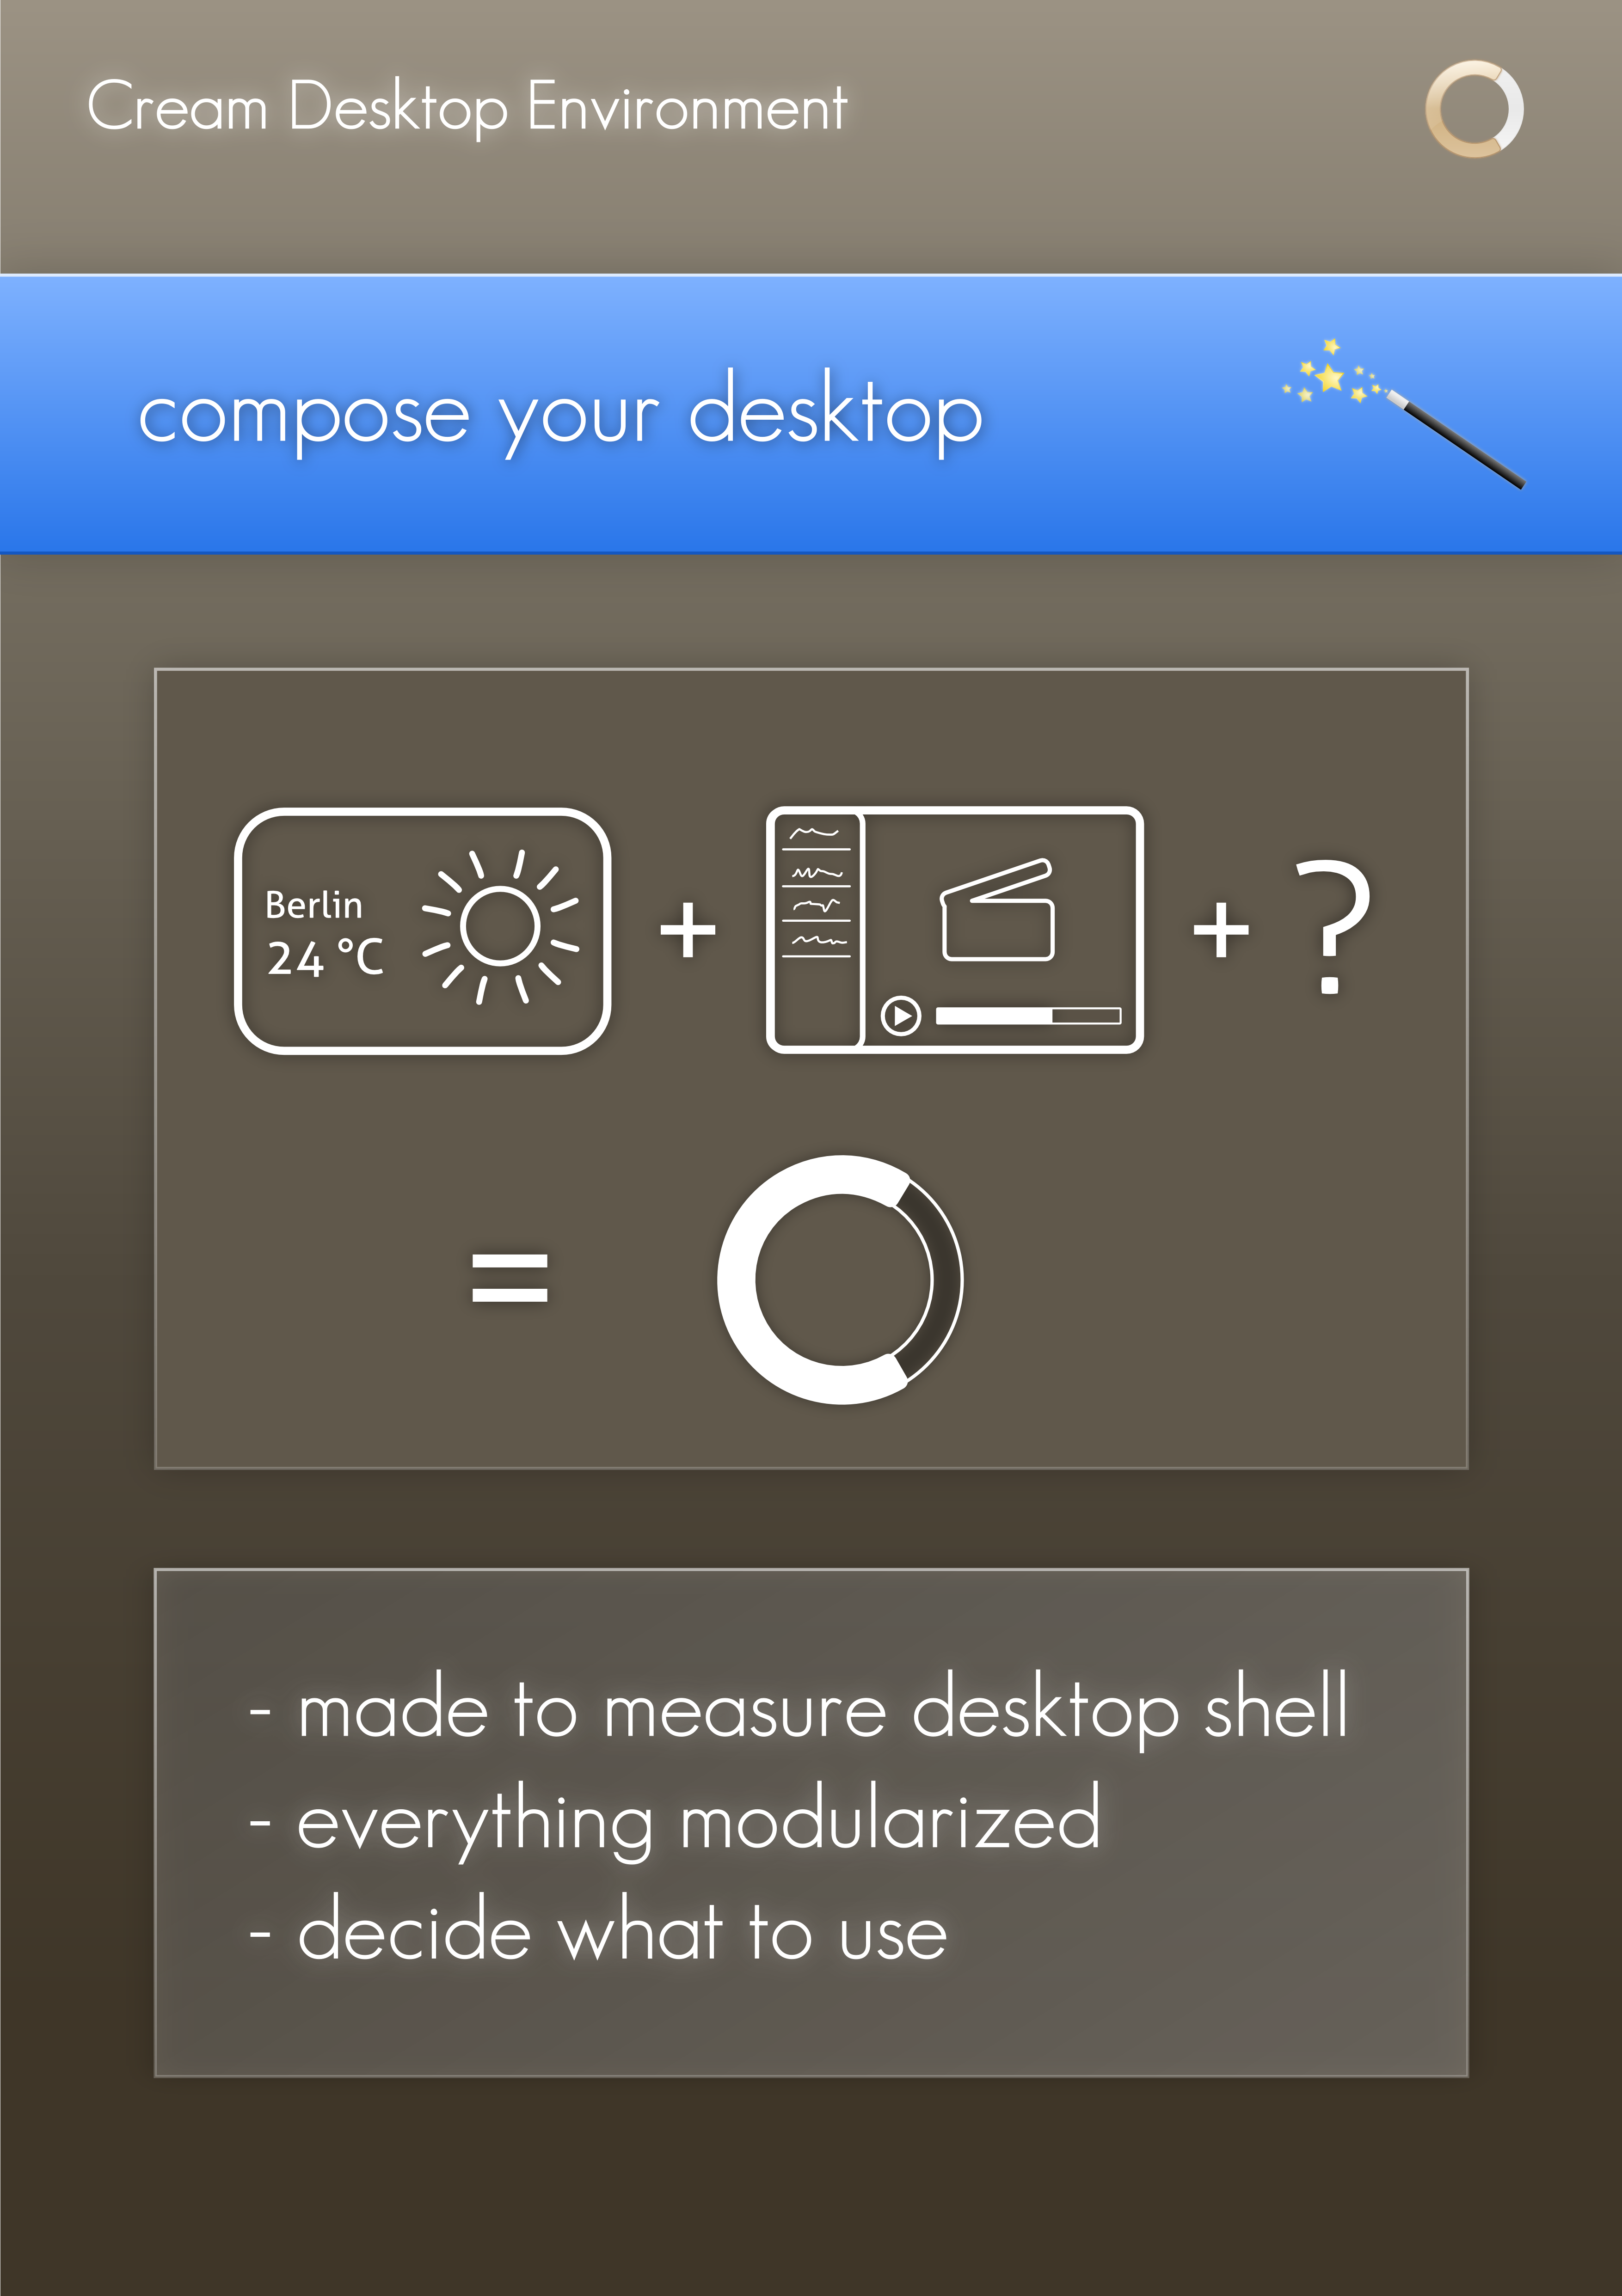 Cream Desktop Environment
compose your desktop
Berlin
24 °C
+
+ ?
=
- made to measure desktop shell
- everything modularized
- decide what to use